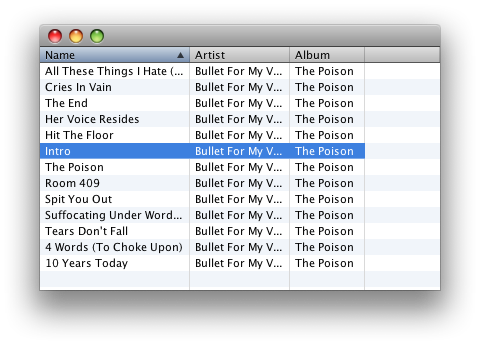 Name Artist Album
All These Things I Hate (... Bullet For My V... The Poison
Cries In Vain Bullet For My V... The Poison
The End Bullet For My V... The Poison
Her Voice Resides Bullet For My V... The Poison
Hit The Floor Bullet For My V... The Poison
Intro Bullet For My V... The Poison
The Poison Bullet For My V... The Poison
Room 409 Bullet For My V... The Poison
Spit You Out Bullet For My V... The Poison
Suffocating Under Word... Bullet For My V... The Poison
Tears Don't Fall Bullet For My V... The Poison
4 Words (To Choke Upon) Bullet For My V... The Poison
10 Years Today Bullet For My V... The Poison